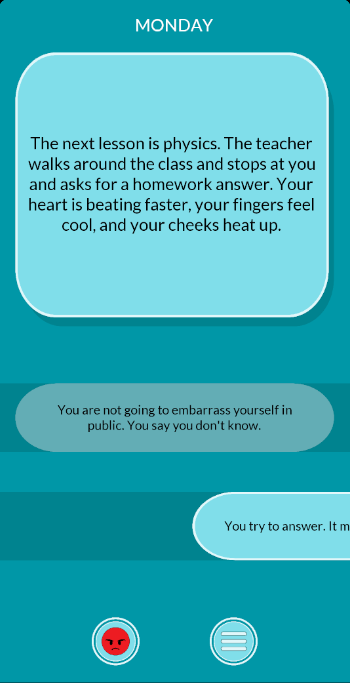 MONDAY
The next lesson is physics. The teacher
walks around the class and stops at you
and asks for a homework answer. Your
heart is beating faster, your fingers feel
cool, and your cheeks heat up.
You are not going to embarrass yourself in
public. You say you don't know.
You try to answer. It m